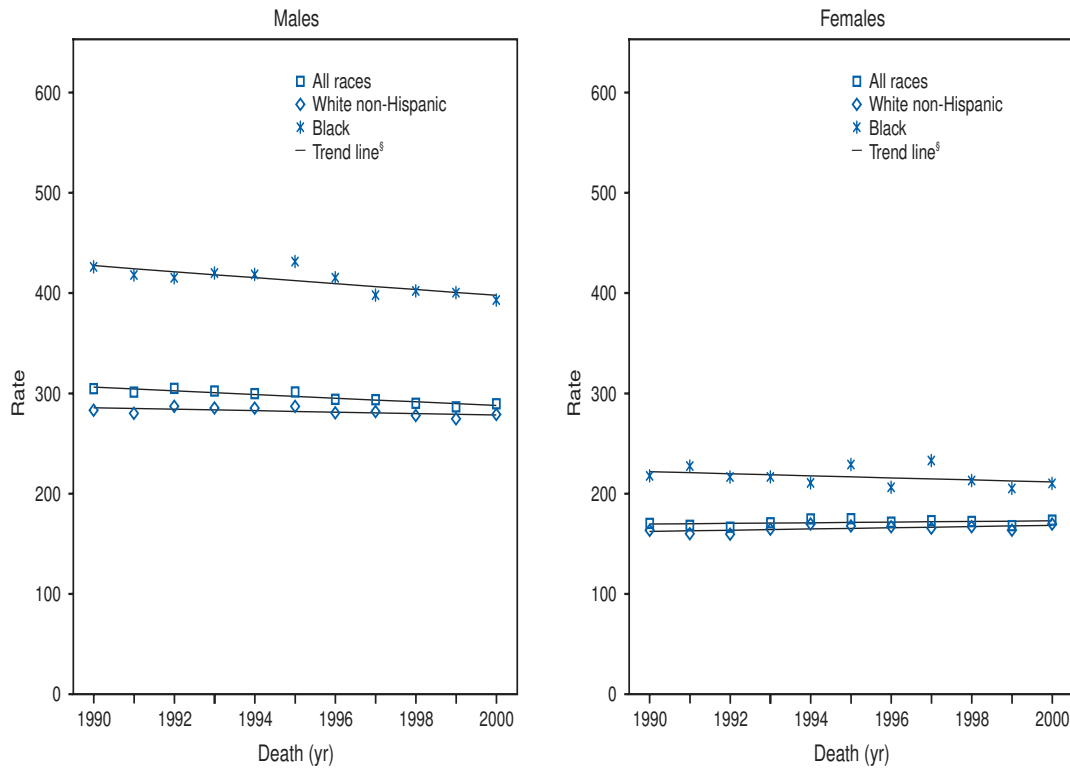 Males
Rate
600
500
400
300
200
100
0
All races
White non-Hispanic
Black
Trend line§
1990 1992 1994 1996 1998 2000
Death (yr)
Females
Rate
600
500
400
300
200
100
0
All races
White non-Hispanic
Black
Trend line§
1990 1992 1994 1996 1998 2000
Death (yr)